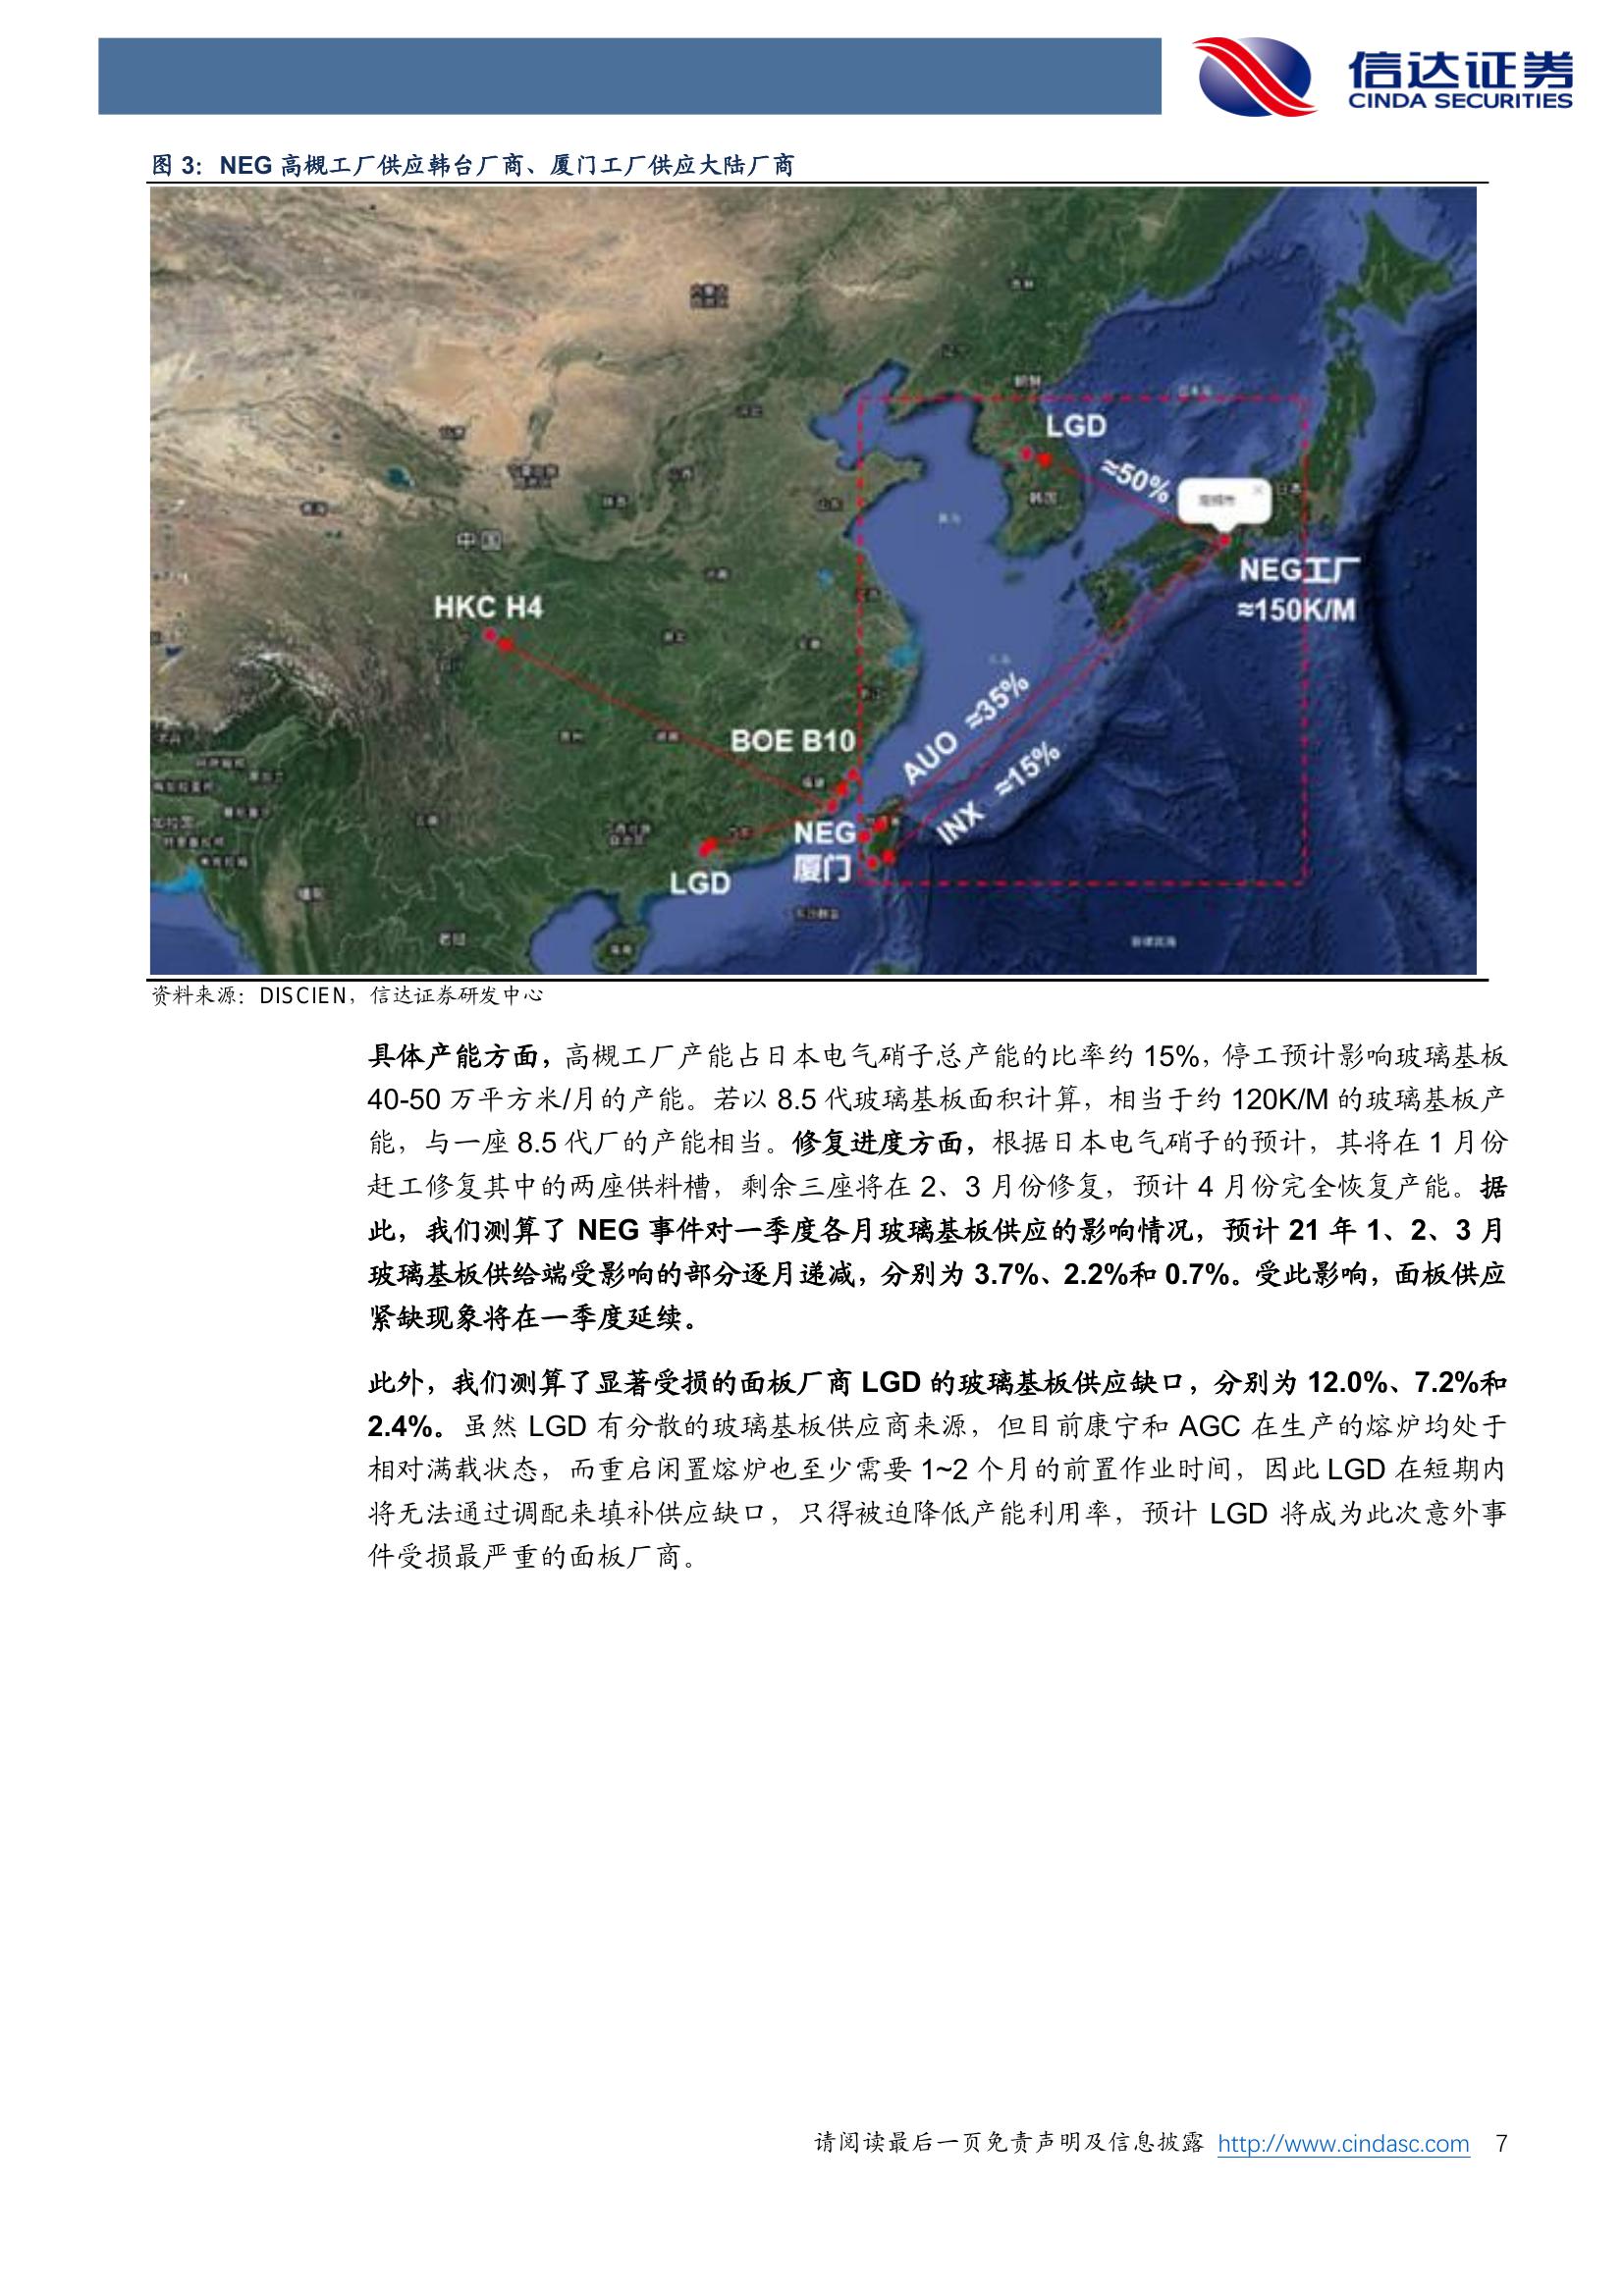 信达证券
CINDA SECURITIES
图 3：NEG 高槻工厂供应韩台厂商、厦门工厂供应大陆厂商
LGD
≈50%
韩国
日本
中国
NEG工厂
≈150K/M
HKC H4
BOE B10
AUO ≈35%
INX ≈15%
NEG
厦门
LGD
资料来源：DISCIEN，信达证券研发中心
具体产能方面，高槻工厂产能占日本电气硝子总产能的比率约 15%，停工预计影响玻璃基板
40-50 万平方米/月的产能。若以 8.5 代玻璃基板面积计算，相当于约 120K/M 的玻璃基板产
能，与一座 8.5 代厂的产能相当。修复进度方面，根据日本电气硝子的预计，其将在 1 月份
赶工修复其中的两座供料槽，剩余三座将在 2、3 月份修复，预计 4 月份完全恢复产能。据
此，我们测算了 NEG 事件对一季度各月玻璃基板供应的影响情况，预计 21 年 1、2、3 月
玻璃基板供给端受影响的部分逐月递减，分别为 3.7%、2.2%和 0.7%。受此影响，面板供应
紧缺现象将在一季度延续。
此外，我们测算了显著受损的面板厂商 LGD 的玻璃基板供应缺口，分别为 12.0%、7.2%和
2.4%。虽然 LGD 有分散的玻璃基板供应商来源，但目前康宁和 AGC 在生产的熔炉均处于
相对满载状态，而重启闲置熔炉也至少需要 1~2 个月的前置作业时间，因此 LGD 在短期内
将无法通过调配来填补供应缺口，只得被迫降低产能利用率，预计 LGD 将成为此次意外事
件受损最严重的面板厂商。
请阅读最后一页免责声明及信息披露 http://www.cindasc.com 7